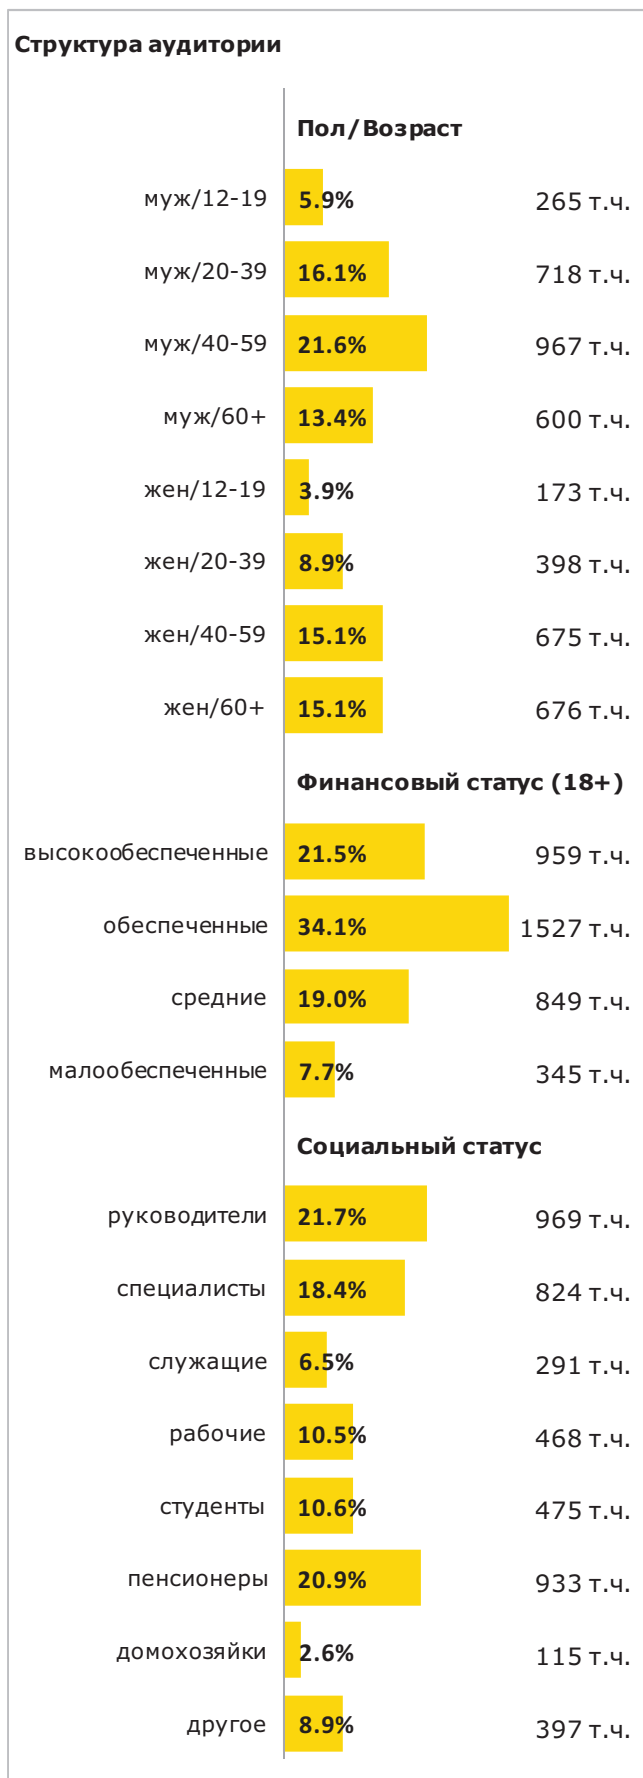 Структура аудитории
Пол/Возраст
муж/12-19 5.9% 265 т.ч.
муж/20-39 16.1% 718 т.ч.
муж/40-59 21.6% 967 т.ч.
муж/60+ 13.4% 600 т.ч.
жен/12-19 3.9% 173 т.ч.
жен/20-39 8.9% 398 т.ч.
жен/40-59 15.1% 675 т.ч.
жен/60+ 15.1% 676 т.ч.
Финансовый статус (18+)
высокообеспеченные 21.5% 959 т.ч.
обеспеченные 34.1% 1527 т.ч.
средние 19.0% 849 т.ч.
малообеспеченные 7.7% 345 т.ч.
Социальный статус
руководители 21.7% 969 т.ч.
специалисты 18.4% 824 т.ч.
служащие 6.5% 291 т.ч.
рабочие 10.5% 468 т.ч.
студенты 10.6% 475 т.ч.
пенсионеры 20.9% 933 т.ч.
домохозяйки 2.6% 115 т.ч.
другое 8.9% 397 т.ч.